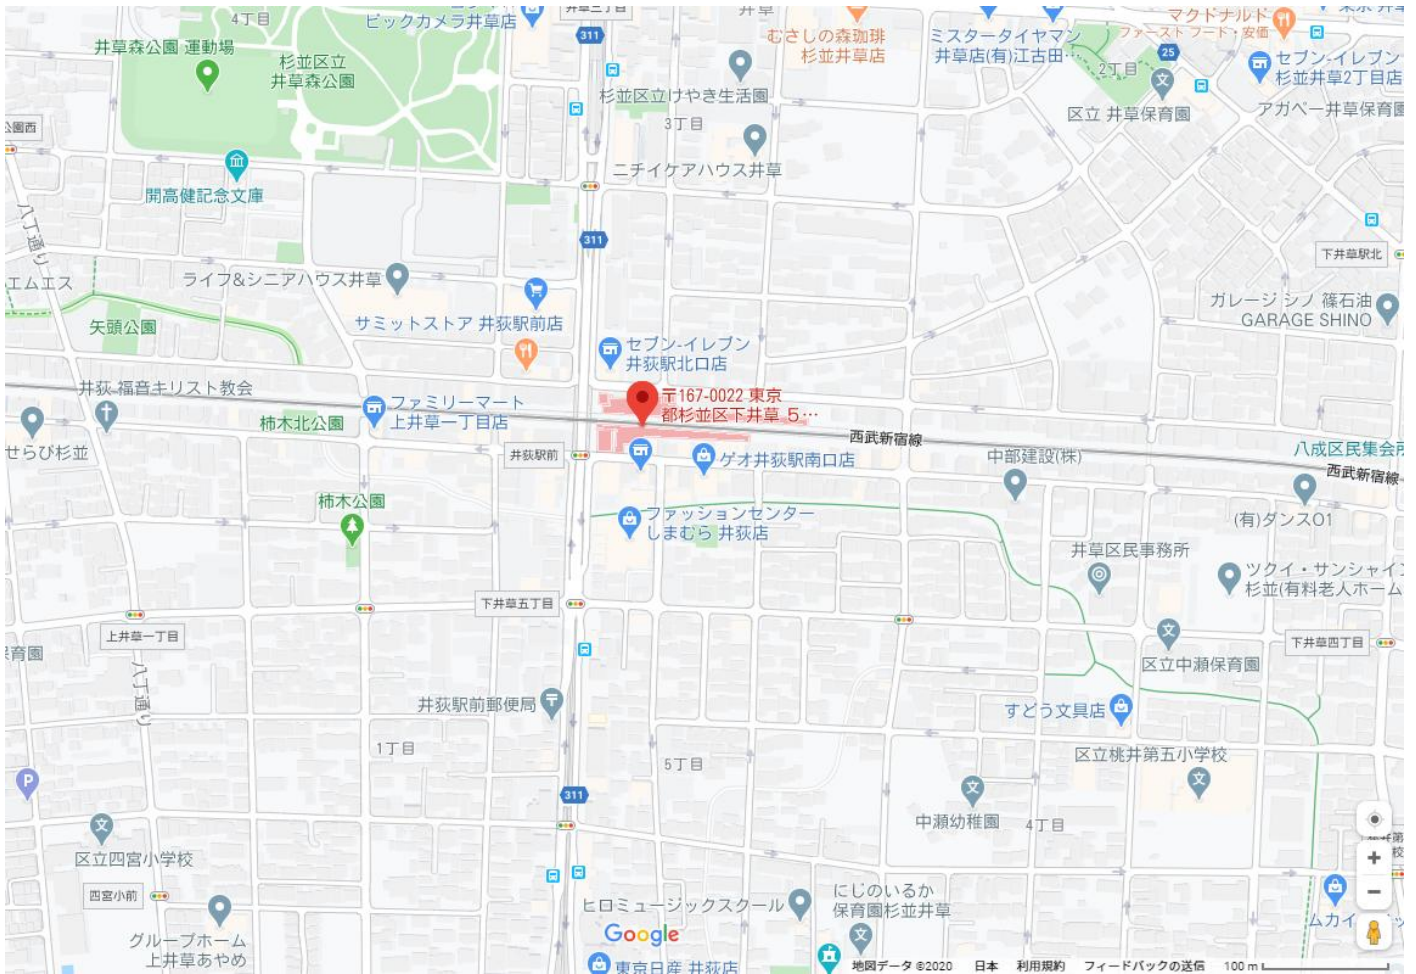 4丁目
ビックカメラ井草店
井草三丁目
井草
311
むさしの森珈琲
杉並井草店
ミスタータイヤマン
井草店(有)江古田…
マクドナルド
ファースト フード・安価
25
2丁目
セブン-イレブン
杉並井草2丁目店
井草森公園 運動場
杉並区立
井草森公園
杉並区立けやき生活園
3丁目
区立 井草保育園
アガペー井草保育園
公園西
ニチイケアハウス井草
開高健記念文庫
八丁通り
311
下井草駅北
エムエス
ライフ&シニアハウス井草
サミットストア 井荻駅前店
ガレージ シノ 篠石油
GARAGE SHINO
矢頭公園
セブン-イレブン
井荻駅北口店
井荻 福音キリスト教会
ファミリーマート
上井草一丁目店
〒167-0022 東京
都杉並区下井草 5…
柿木北公園
せらび杉並
井荻駅前
ゲオ井荻駅南口店
西武新宿線
中部建設(株)
八成区民集会所
西武新宿線
柿木公園
ファッションセンター
しまむら 井荻店
(有)ダンス01
井草区民事務所
ツクイ・サンシャイン
杉並(有料老人ホーム
下井草五丁目
上井草一丁目
保育園
八丁通り
区立中瀬保育園
下井草四丁目
井荻駅前郵便局
すどう文具店
1丁目
5丁目
区立桃井第五小学校
P
311
中瀬幼稚園
4丁目
区立四宮小学校
四宮小前
グループホーム
上井草あやめ
ヒロミュージックスクール
にじのいるか
保育園杉並井草
ムカイ
Google
東京日産 井荻店
地図データ ©2020 日本 利用規約 フィードバックの送信 100 m